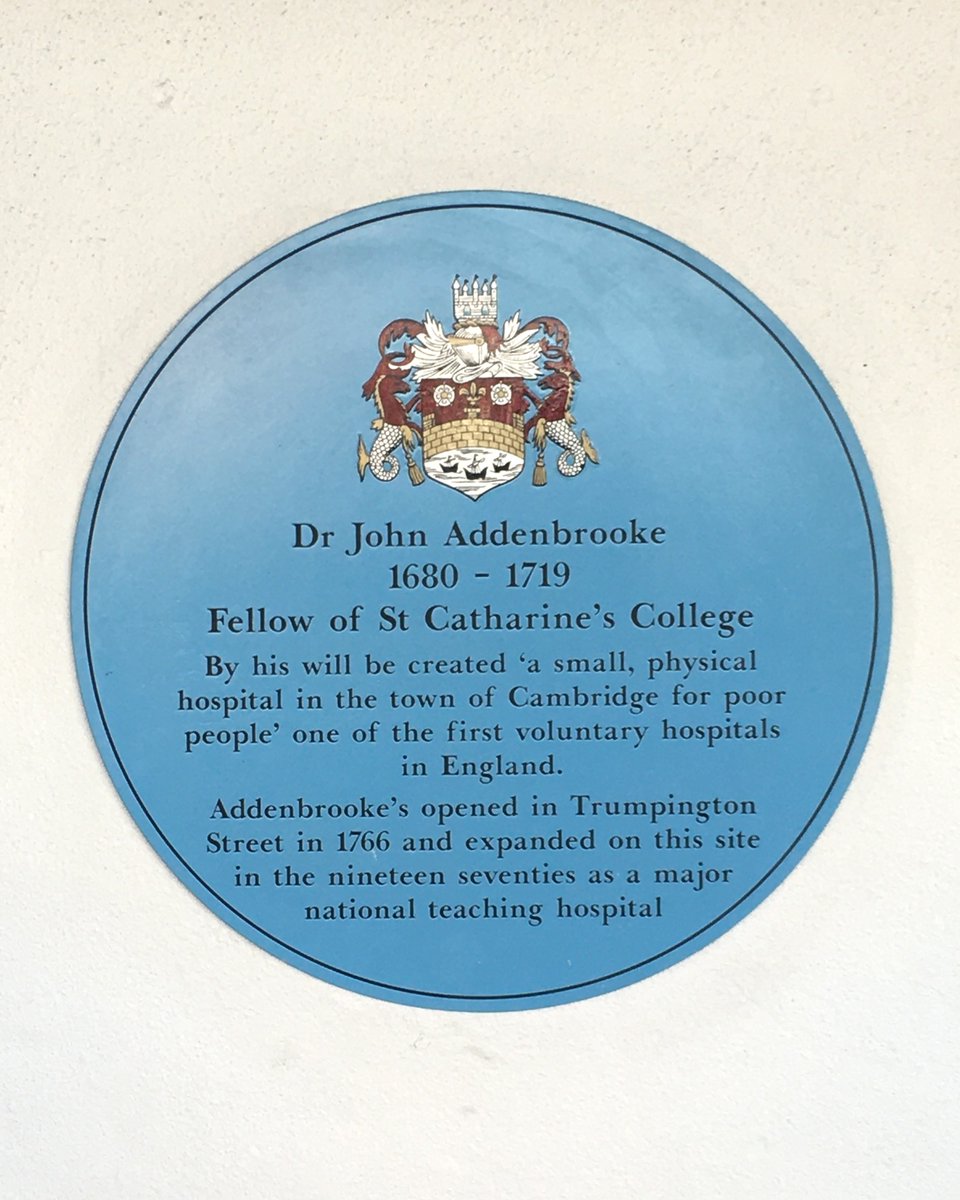 Dr John Addenbrooke
1680 – 1719
Fellow of St Catharine's College
By his will be created 'a small, physical
hospital in the town of Cambridge for poor
people' one of the first voluntary hospitals
in England.
Addenbrooke's opened in Trumpington
Street in 1766 and expanded on this site
in the nineteen seventies as a major
national teaching hospital